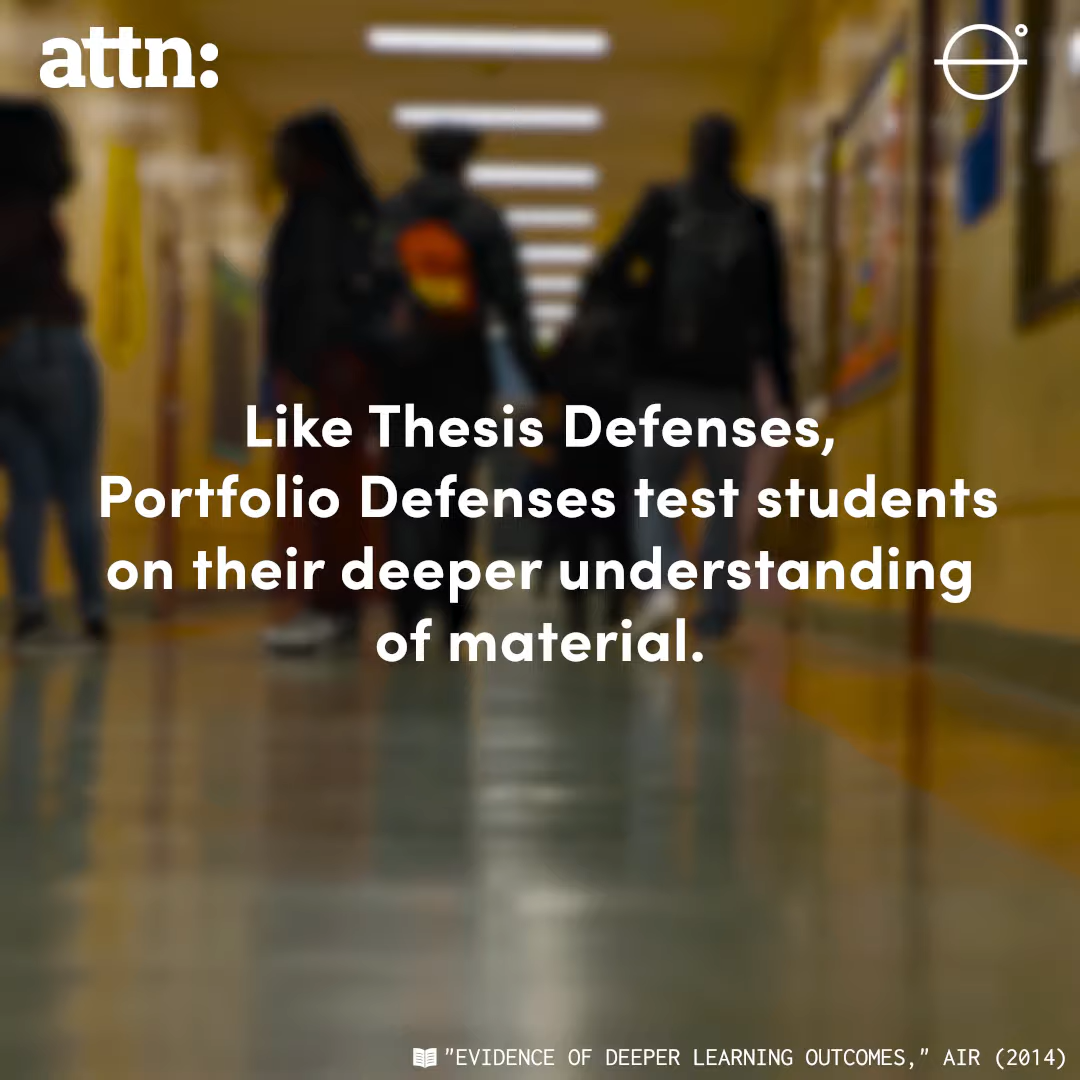 attn:
Like Thesis Defenses,
Portfolio Defenses test students
on their deeper understanding
of material.
"EVIDENCE OF DEEPER LEARNING OUTCOMES," AIR (2014)